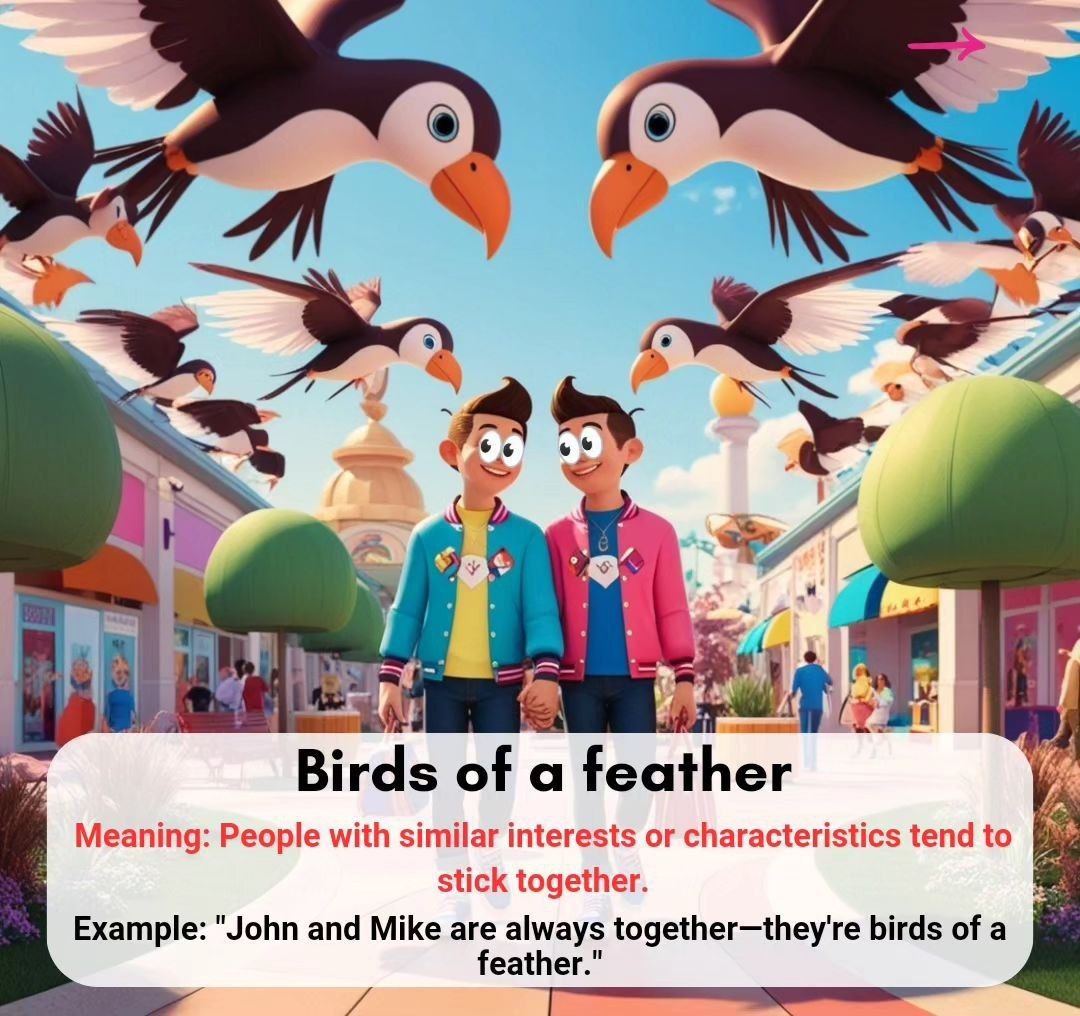 Birds of a feather
Meaning: People with similar interests or characteristics tend to
stick together.
Example: "John and Mike are always together—they're birds of a
feather."